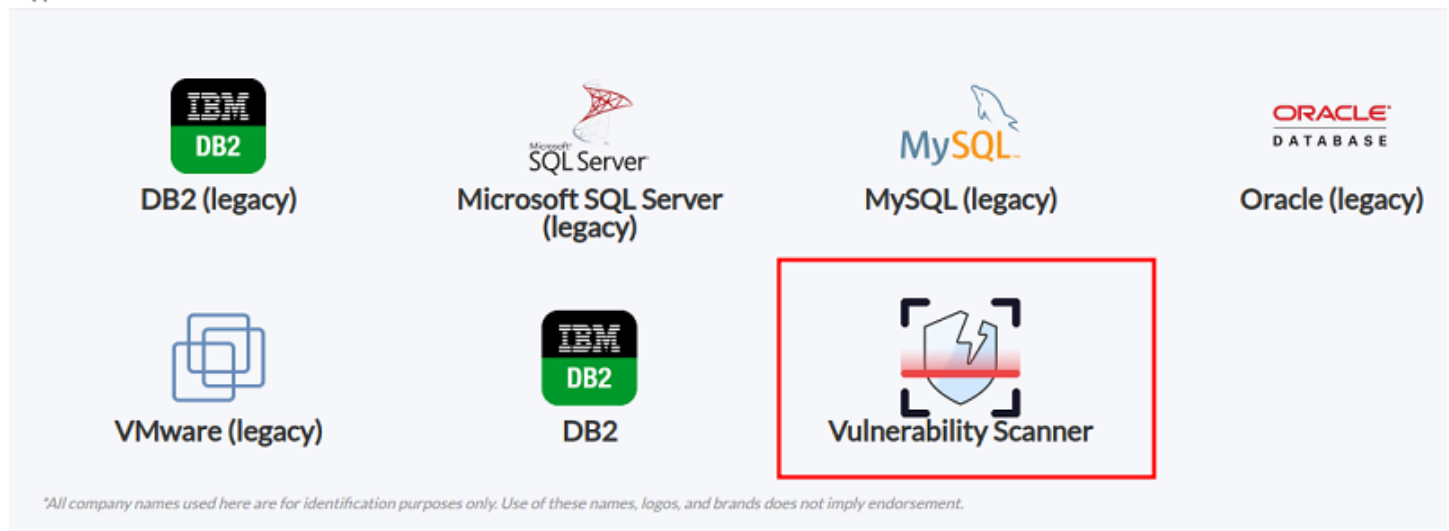 IBM
DB2
DB2 (legacy)
Microsoft
SQL Server
Microsoft SQL Server
(legacy)
MySQL
MySQL (legacy)
ORACLE
DATABASE
Oracle (legacy)
VMware (legacy)
IBM
DB2
DB2
Vulnerability Scanner
*All company names used here are for identification purposes only. Use of these names, logos, and brands does not imply endorsement.